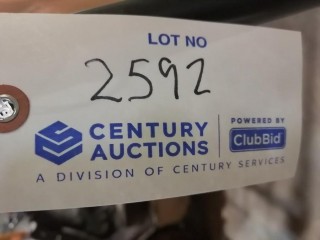 LOT NO
2592
CENTURY
AUCTIONS
POWERED BY
ClubBid
A DIVISION OF CENTURY SERVICES